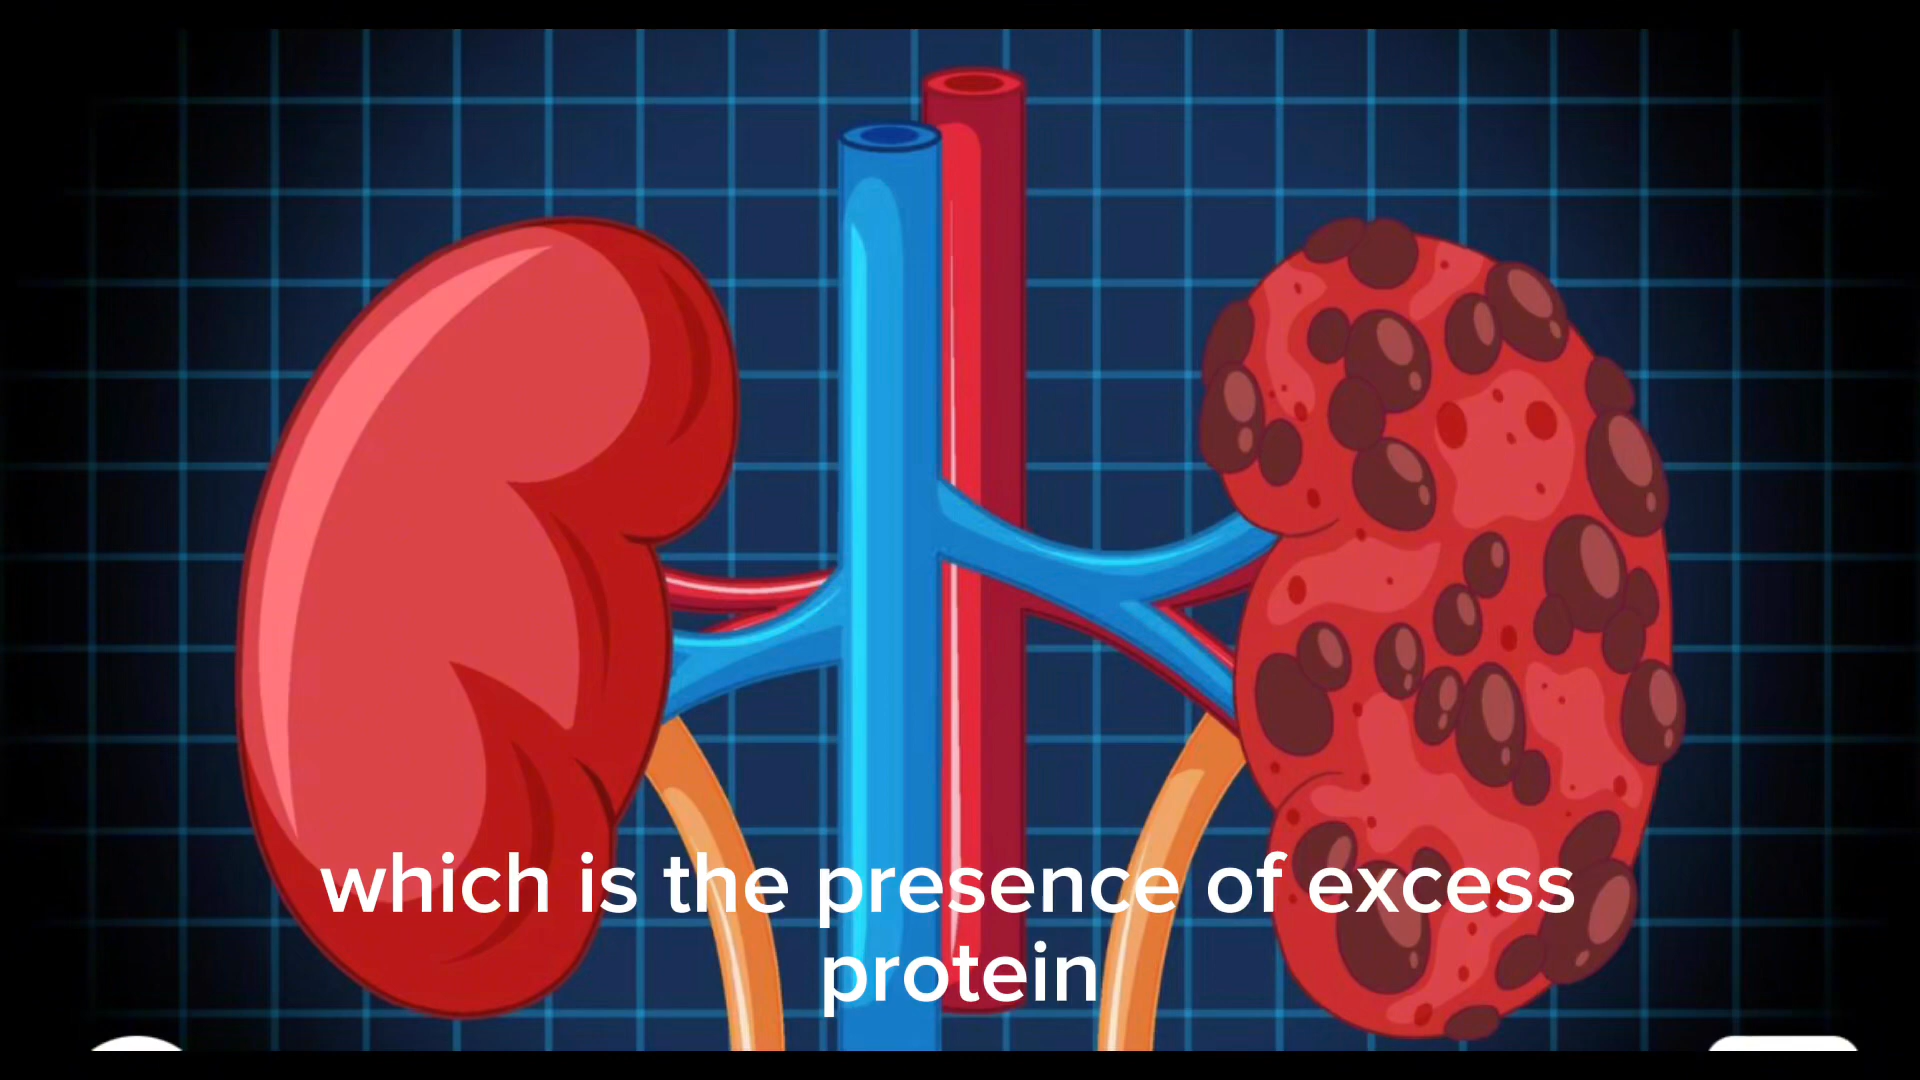 which is the presence of excess
protein